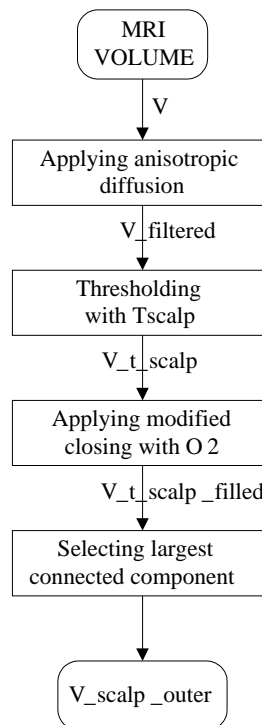 MRI
VOLUME
V
Applying anisotropic
diffusion
V_filtered
Thresholding
with Tscalp
V_t_scalp
Applying modified
closing with O 2
V_t_scalp _filled
Selecting largest
connected component
V_scalp _outer